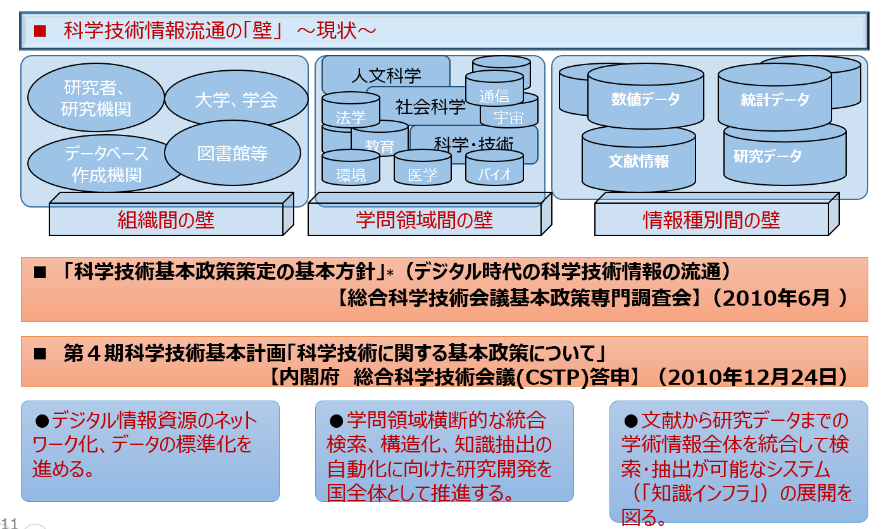 ■ 科学技術情報流通の「壁」 ～現状～
研究者、
研究機関
大学、学会
データベース
作成機関
図書館等
組織間の壁
人文科学
社会科学
科学・技術
法学
通信
宇宙
教育
環境
医学
バイオ
学問領域間の壁
数値データ
統計データ
文献情報
研究データ
情報種別間の壁
■ 「科学技術基本政策策定の基本方針」*（デジタル時代の科学技術情報の流通）
【総合科学技術会議基本政策専門調査会】（2010年6月 ）
■ 第４期科学技術基本計画「科学技術に関する基本政策について」
【内閣府　総合科学技術会議(CSTP)答申】（2010年12月24日）
●デジタル情報資源のネット
ワーク化、データの標準化を
進める。
●学問領域横断的な統合
検索、構造化、知識抽出の
自動化に向けた研究開発を
国全体として推進する。
●文献から研究データまでの
学術情報全体を統合して検
索・抽出が可能なシステム
（「知識インフラ」）の展開を
図る。
11